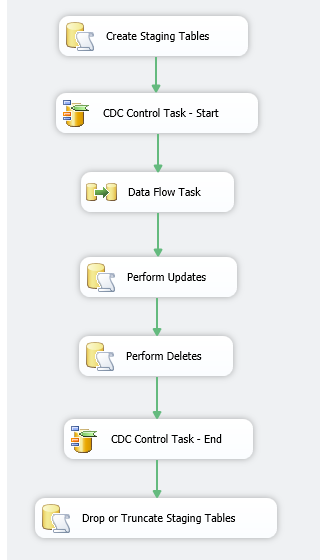 Create Staging Tables
CDC Control Task - Start
Data Flow Task
Perform Updates
Perform Deletes
CDC Control Task - End
Drop or Truncate Staging Tables